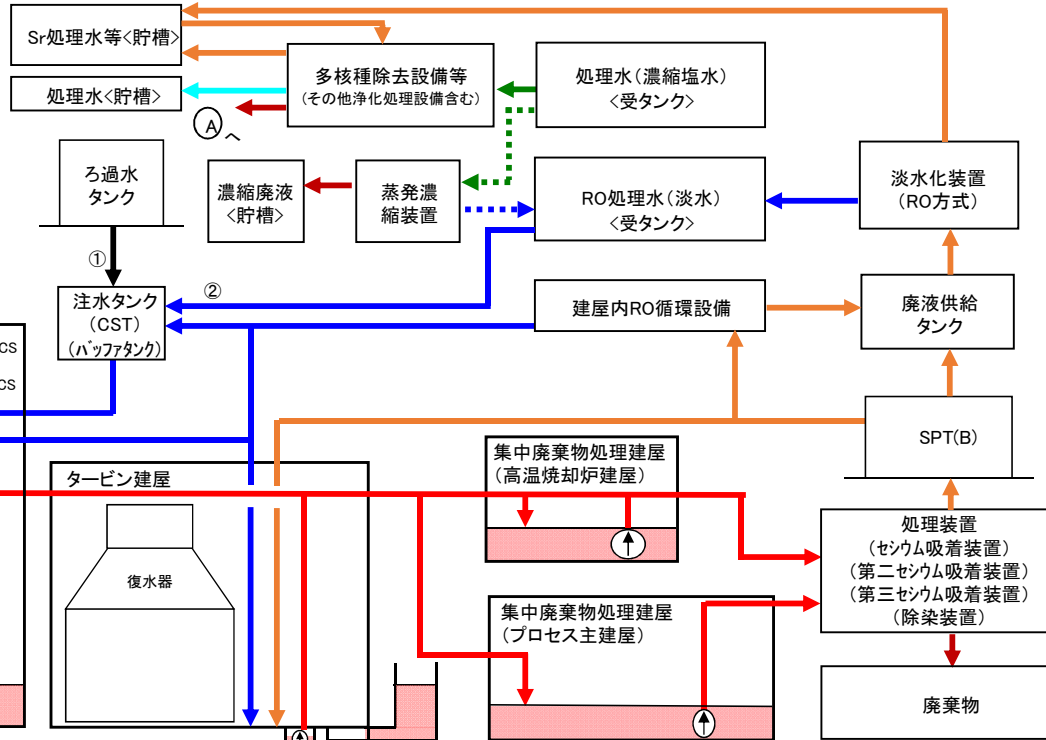 Sr処理水等<貯槽>
処理水<貯槽>
多核種除去設備等
(その他浄化処理設備含む)
処理水(濃縮塩水)
<受タンク>
Aへ
ろ過水
タンク
濃縮廃液
<貯槽>
蒸発濃
縮装置
RO処理水(淡水)
<受タンク>
淡水化装置
(RO方式)
①
②
注水タンク
(CST)
(バッファタンク)
建屋内RO循環設備
廃液供給
タンク
CS
CS
SPT(B)
タービン建屋
復水器
集中廃棄物処理建屋
(高温焼却炉建屋)
処理装置
(セシウム吸着装置)
(第二セシウム吸着装置)
(第三セシウム吸着装置)
(除染装置)
集中廃棄物処理建屋
(プロセス主建屋)
廃棄物